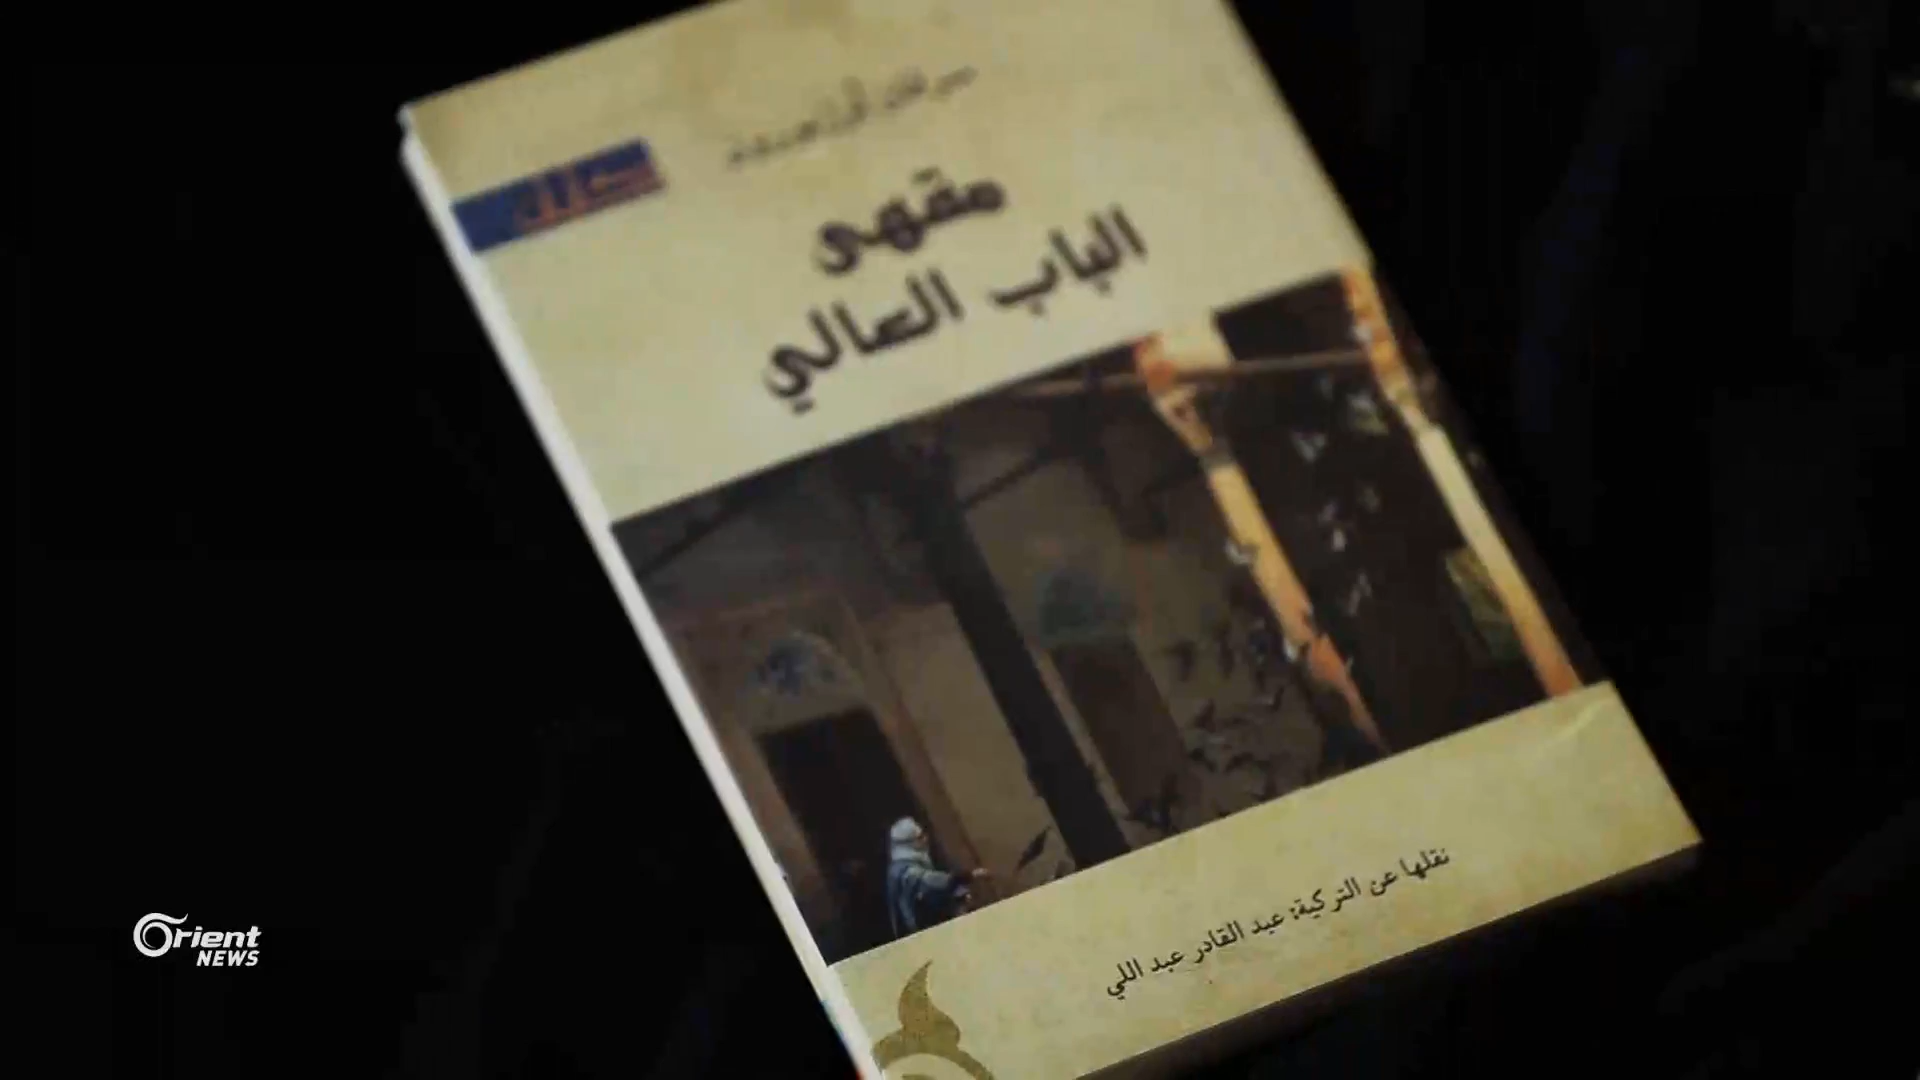 مقهى
الباب العالي
نقلها عن التركية: عبد القادر عبد اللي
Orient
NEWS